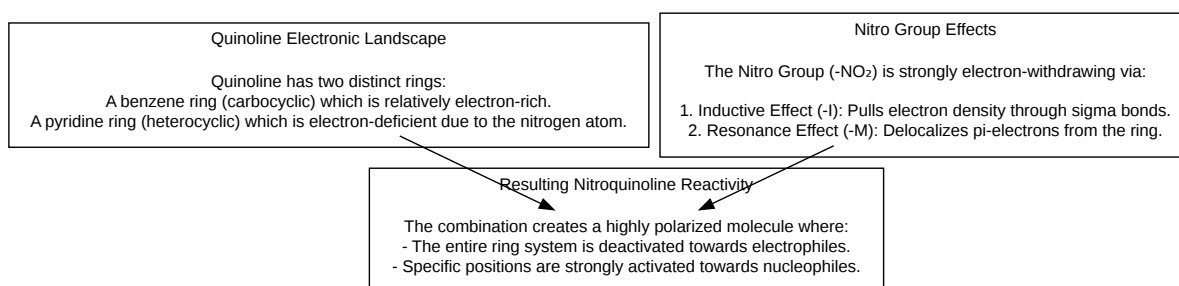 Quinoline Electronic Landscape
Quinoline has two distinct rings:
A benzene ring (carbocyclic) which is relatively electron-rich.
A pyridine ring (heterocyclic) which is electron-deficient due to the nitrogen atom.
Nitro Group Effects
The Nitro Group (-NO₂) is strongly electron-withdrawing via:
1. Inductive Effect (-I): Pulls electron density through sigma bonds.
2. Resonance Effect (-M): Delocalizes pi-electrons from the ring.
Resulting Nitroquinoline Reactivity
The combination creates a highly polarized molecule where:
- The entire ring system is deactivated towards electrophiles.
- Specific positions are strongly activated towards nucleophiles.